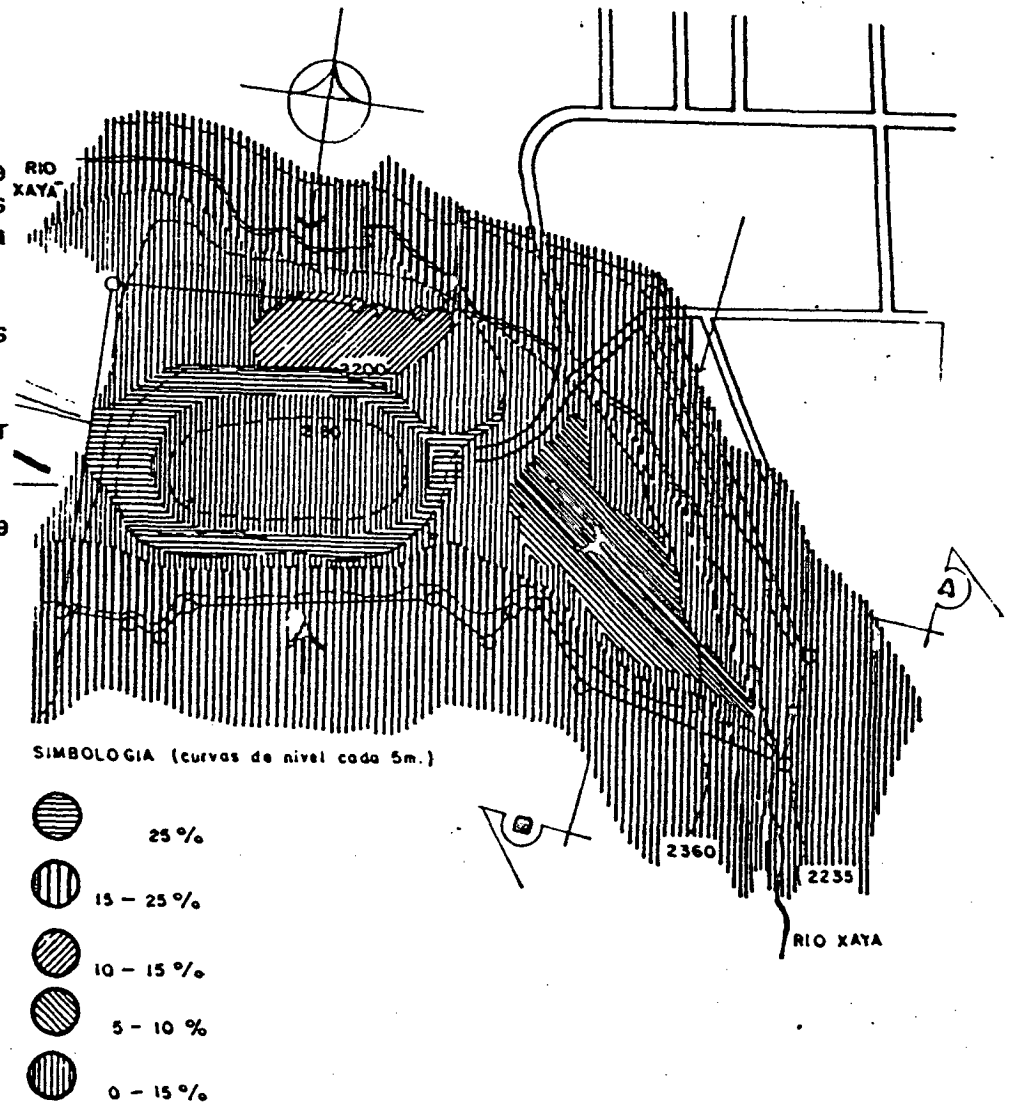 RIO
XAYA
2200
SIMBOLOGIA (curvas de nivel cada 5m.)
25 %
15 - 25 %
10 - 15 %
5 - 10 %
0 - 15 %
A
B
2360
2235
RIO XAYA